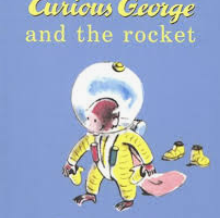 Curious George
and the rocket